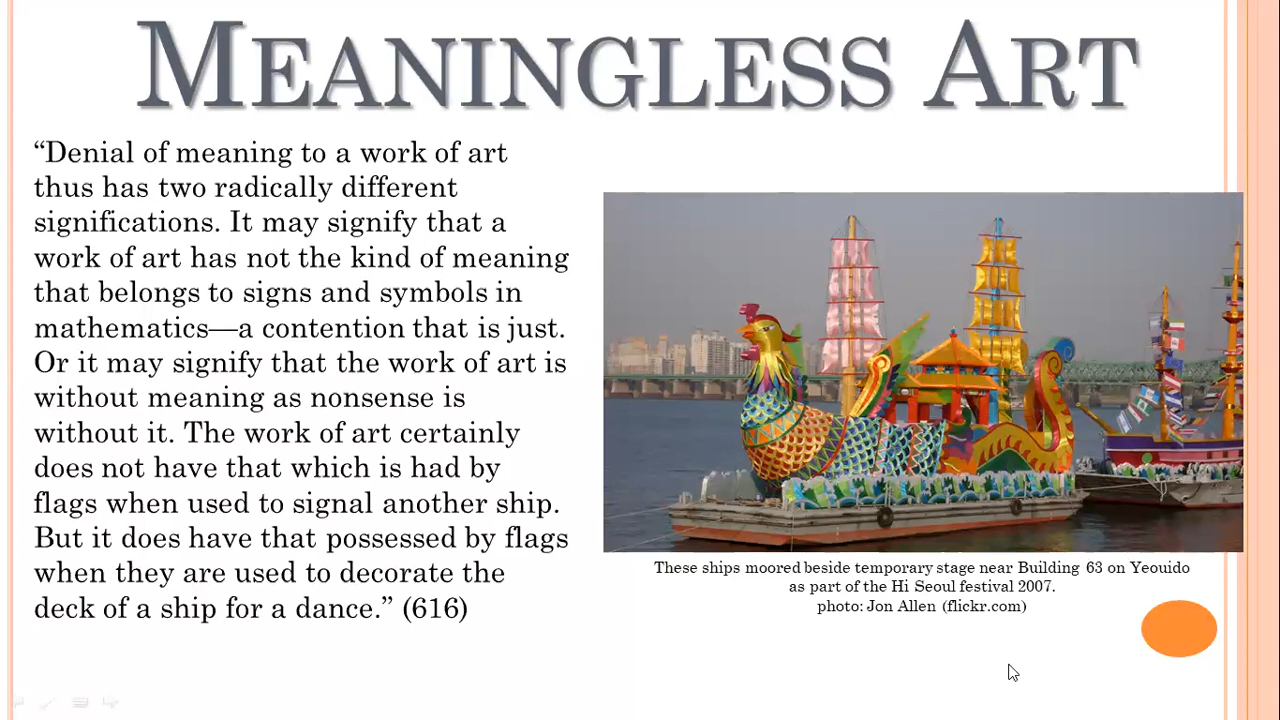 MEANINGLESS ART
“Denial of meaning to a work of art
thus has two radically different
significations. It may signify that a
work of art has not the kind of meaning
that belongs to signs and symbols in
mathematics—a contention that is just.
Or it may signify that the work of art is
without meaning as nonsense is
without it. The work of art certainly
does not have that which is had by
flags when used to signal another ship.
But it does have that possessed by flags
when they are used to decorate the
deck of a ship for a dance.” (616)
These ships moored beside temporary stage near Building 63 on Yeouido
as part of the Hi Seoul festival 2007.
photo: Jon Allen (flickr.com)